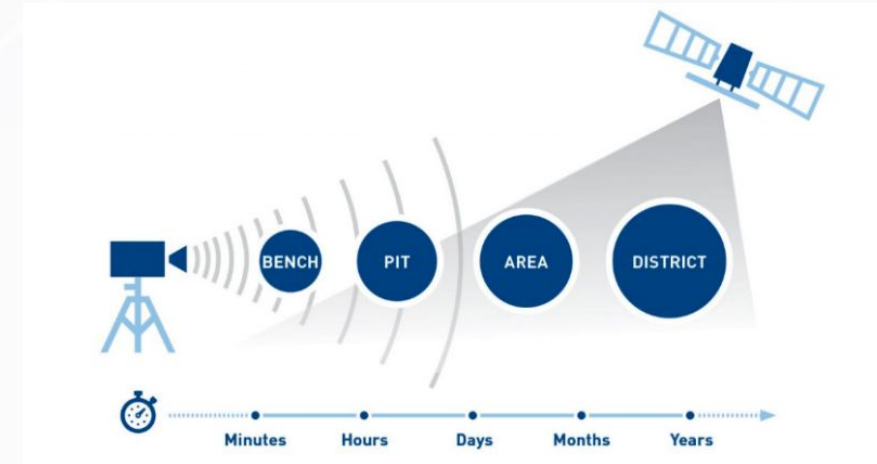 BENCH
PIT
AREA
DISTRICT
Minutes
Hours
Days
Months
Years